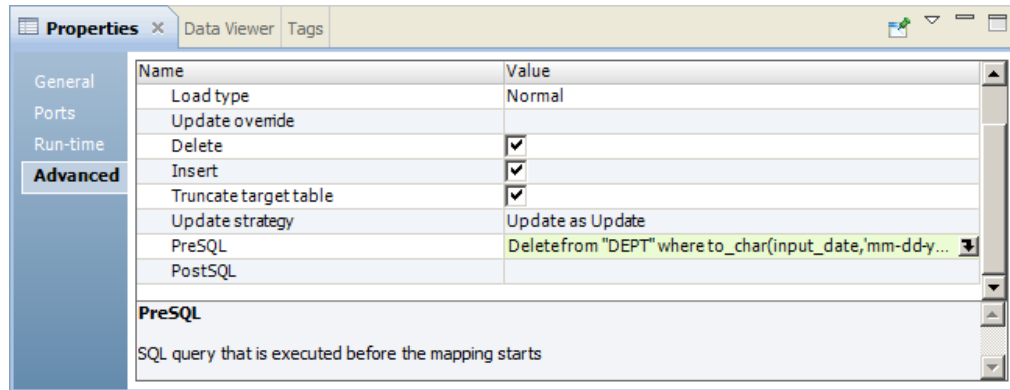 Properties Data Viewer Tags
General
Ports
Run-time
Advanced
Name Value
Load type Normal
Update override
Delete
Insert
Truncate target table
Update strategy Update as Update
PreSQL Delete from "DEPT" where to_char(input_date,'mm-dd-y...
PostSQL
PreSQL
SQL query that is executed before the mapping starts